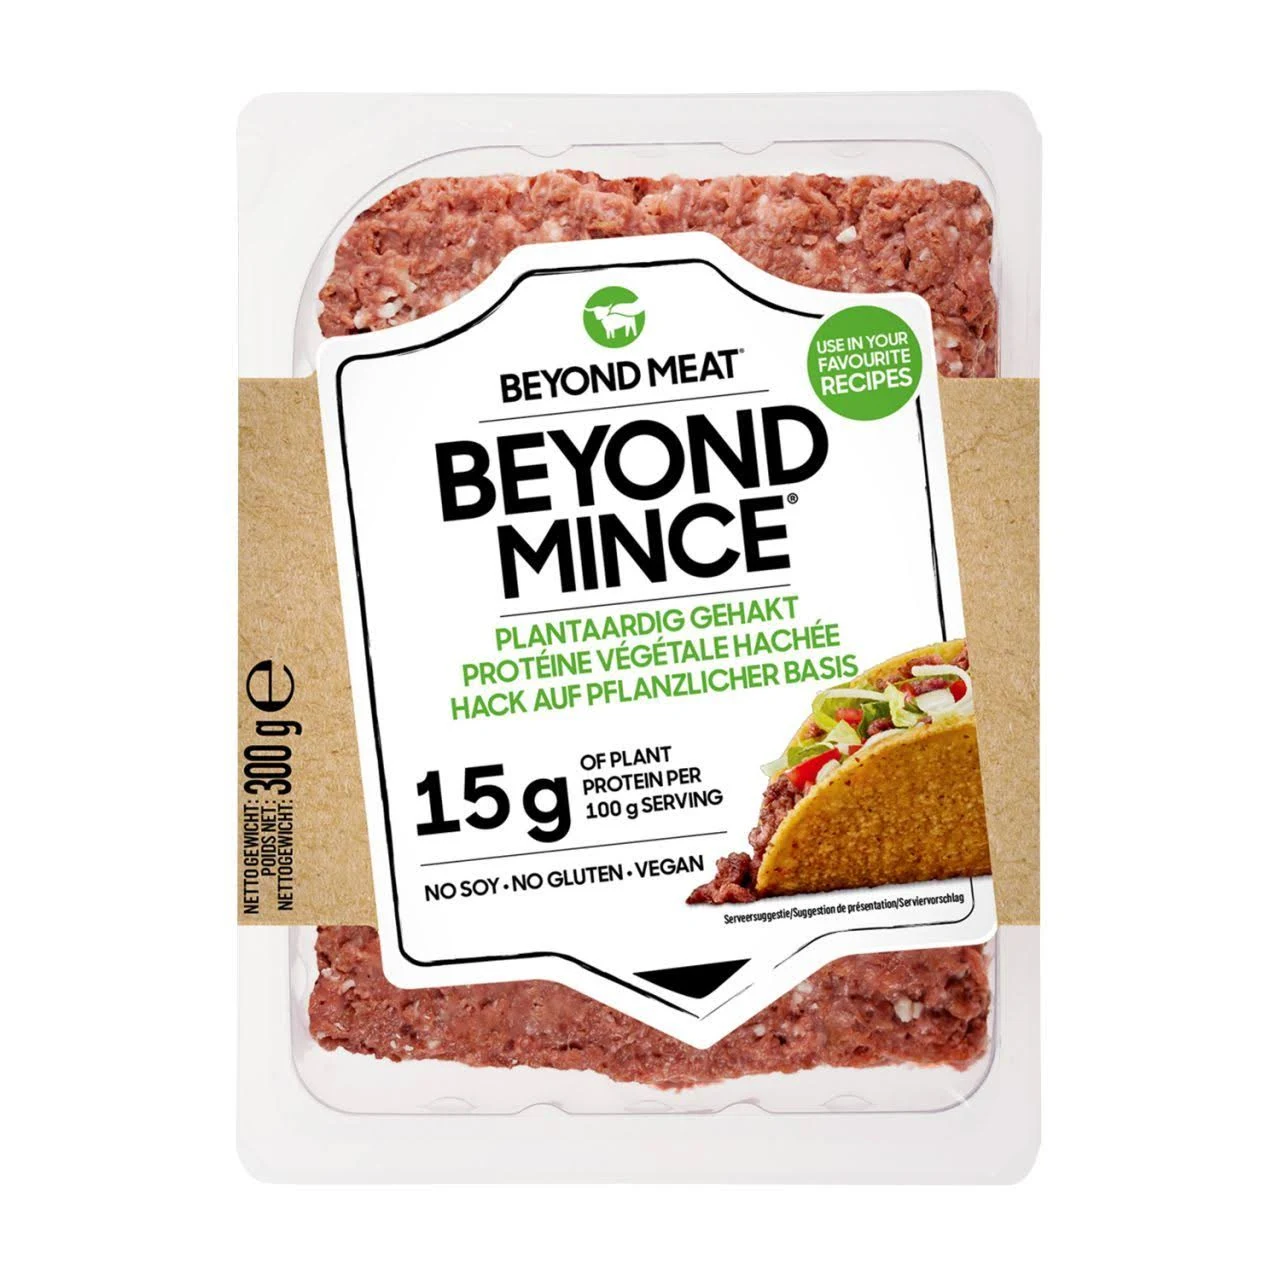 BEYOND MEAT®
USE IN YOUR
FAVOURITE
RECIPES
BEYOND
MINCE®
PLANTAARDIG GEHAKT
PROTÉINE VÉGÉTALE HACHÉE
HACK AUF PFLANZLICHER BASIS
15g
OF PLANT
PROTEIN PER
100 g SERVING
NO SOY • NO GLUTEN • VEGAN
Serveersuggestie/Suggestion de présentation/Serviervorschlag
NETTO GEWICHT:
POIDS NET:
NETTOGEWICHT:
300 g e